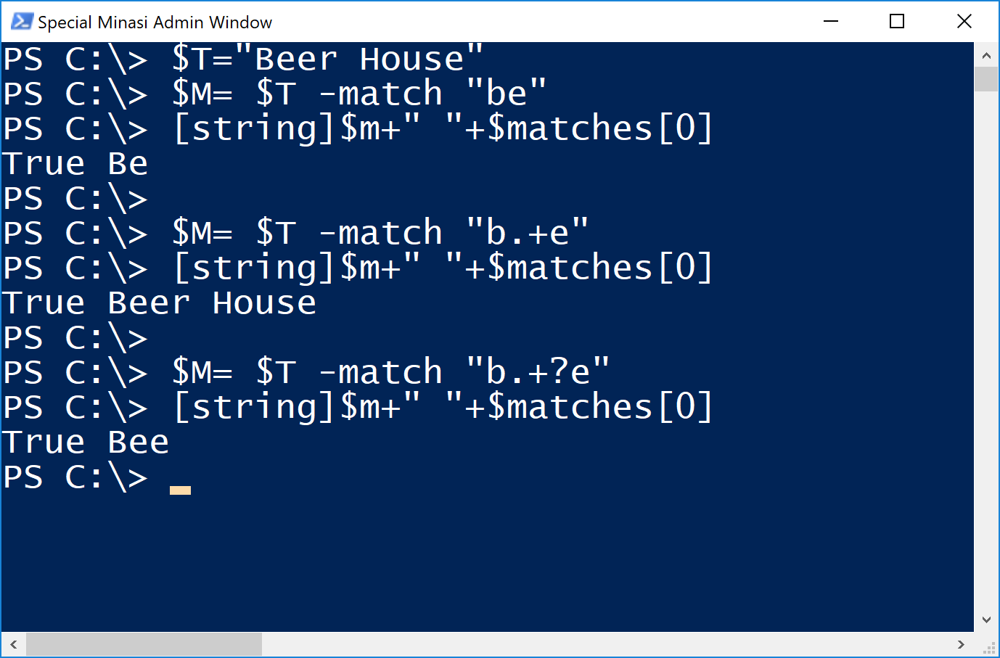 Special Minasi Admin Window
PS C:\> $T="Beer House"
PS C:\> $M= $T -match "be"
PS C:\> [string]$m+" "+$matches[0]
True Be
PS C:\>
PS C:\> $M= $T -match "b.+e"
PS C:\> [string]$m+" "+$matches[0]
True Beer House
PS C:\>
PS C:\> $M= $T -match "b.+?e"
PS C:\> [string]$m+" "+$matches[0]
True Bee
PS C:\>